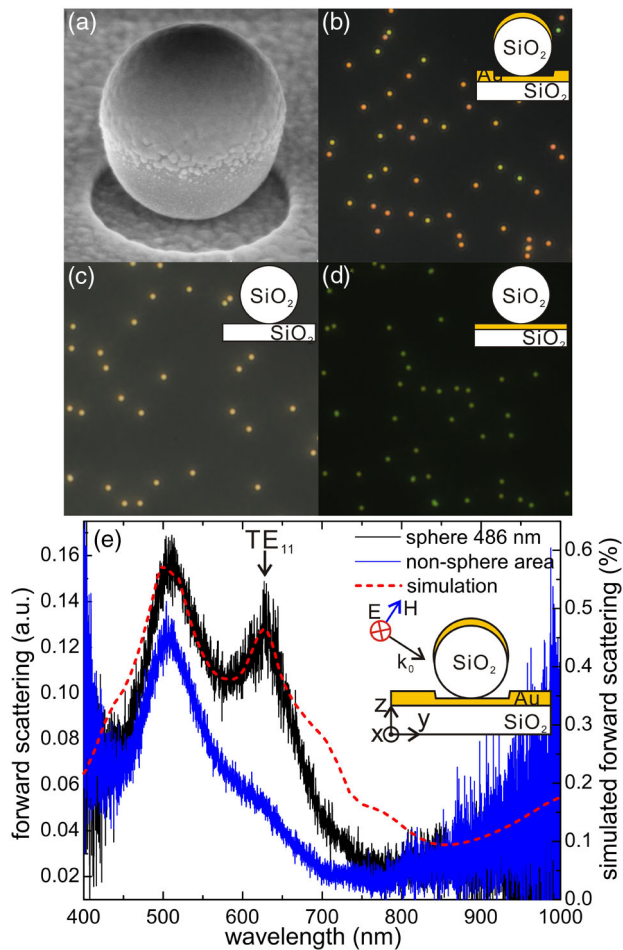 (a)
(b)
SiO2
Au
SiO2
(c)
SiO2
SiO2
(d)
SiO2
SiO2
(e)
TE11
sphere 486 nm
non-sphere area
simulation
E
H
k0
SiO2
Au
SiO2
Z
X
y
forward scattering (a.u.)
0.16
0.14
0.12
0.10
0.08
0.06
0.04
0.02
simulated forward scattering (%)
0.6
0.5
0.4
0.3
0.2
0.1
0.0
400 500 600 700 800 900 1000
wavelength (nm)